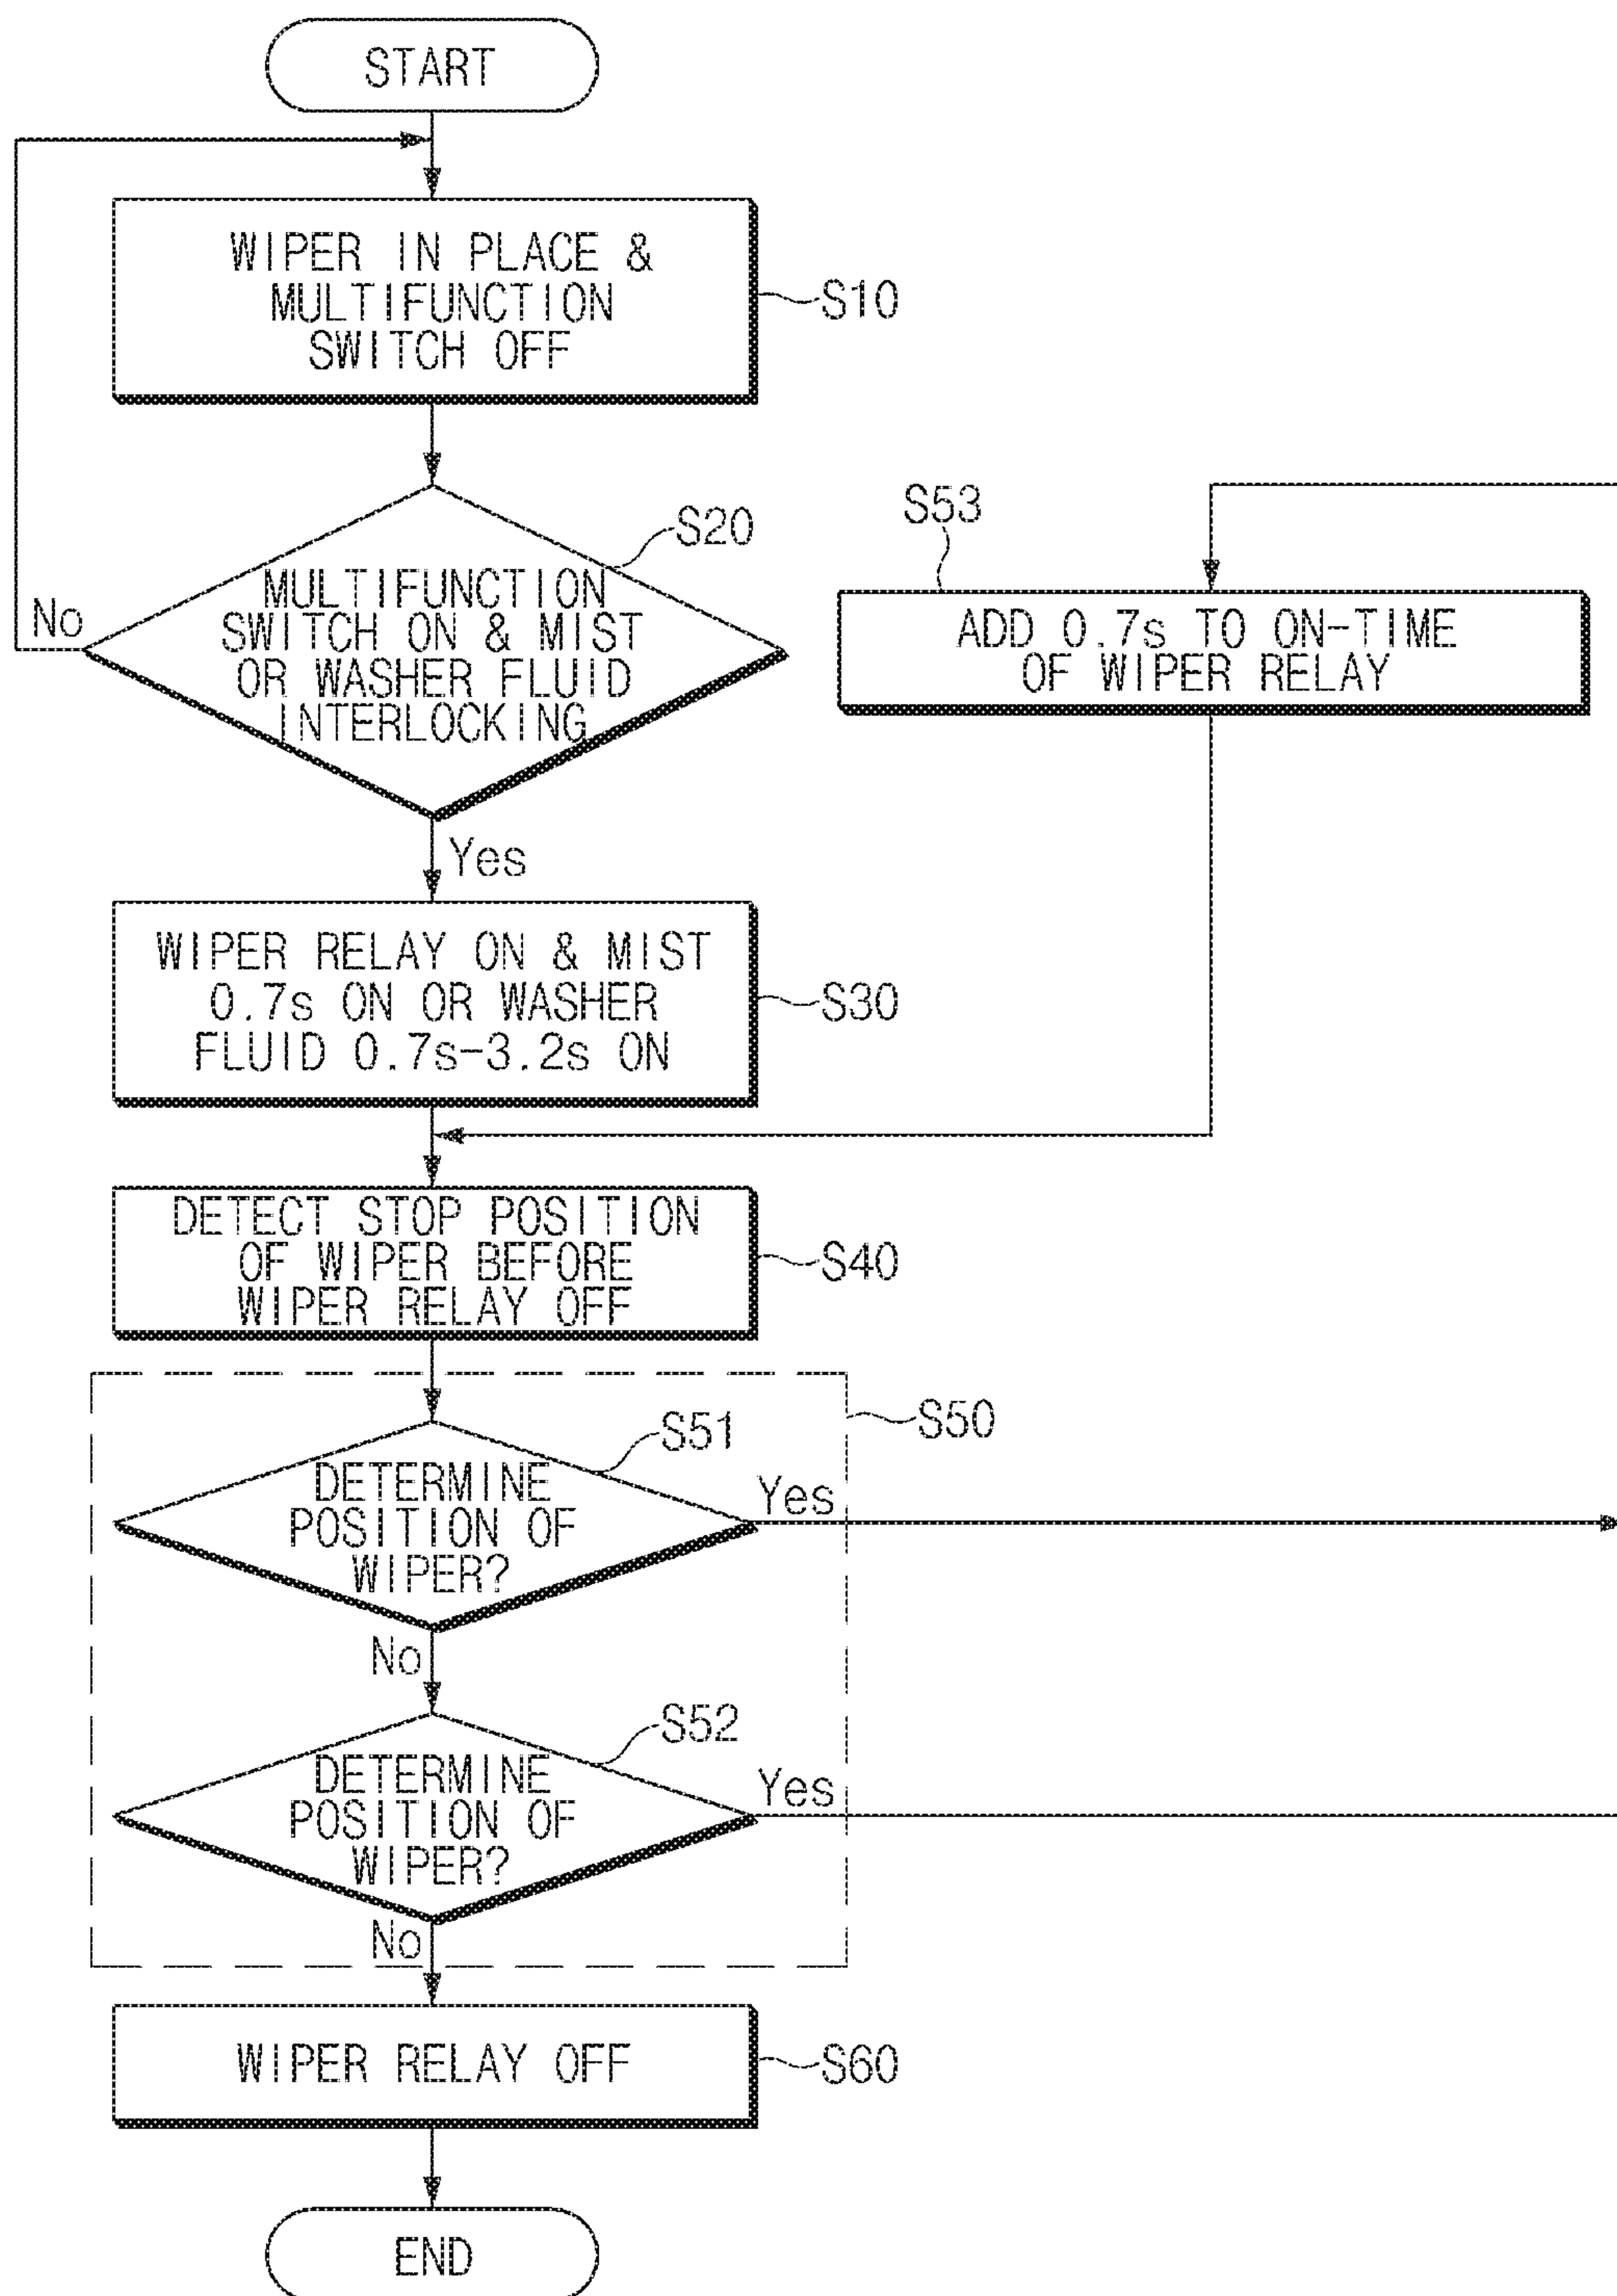 START
WIPER IN PLACE &
MULTIFUNCTION
SWITCH OFF
S10
S20
MULTIFUNCTION
SWITCH ON & MIST
OR WASHER FLUID
INTERLOCKING
No
Yes
S53
ADD 0.7s TO ON-TIME
OF WIPER RELAY
WIPER RELAY ON & MIST
0.7s ON OR WASHER
FLUID 0.7s-3.2s ON
S30
DETECT STOP POSITION
OF WIPER BEFORE
WIPER RELAY OFF
S40
S50
S51
DETERMINE
POSITION OF
WIPER?
Yes
No
S52
DETERMINE
POSITION OF
WIPER?
Yes
No
WIPER RELAY OFF
S60
END